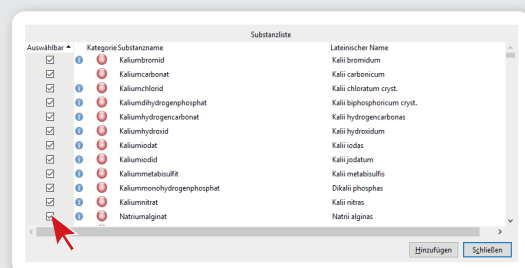 Substanzliste
Auswählbar Kategorie Substanzname Lateinischer Name
Kaliumbromid Kalii bromidum
Kaliumcarbonat Kalii carbonicum
Kaliumchlorid Kalii chloratum cryst.
Kaliumdihydrogenphosphat Kalii biphosphoricum cryst.
Kaliumhydrogencarbonat Kalii hydrogencarbonas
Kaliumhydroxid Kalii hydroxidum
Kaliumiodat Kalii iodas
Kaliumiodid Kalii jodatum
Kaliummetabisulfit Kalii metabisulfis
Kaliummonohydrogenphosphat Dikalii phosphas
Kaliumnitrat Kalii nitras
Natriumalginat Natrii alginas
Hinzufügen Schließen